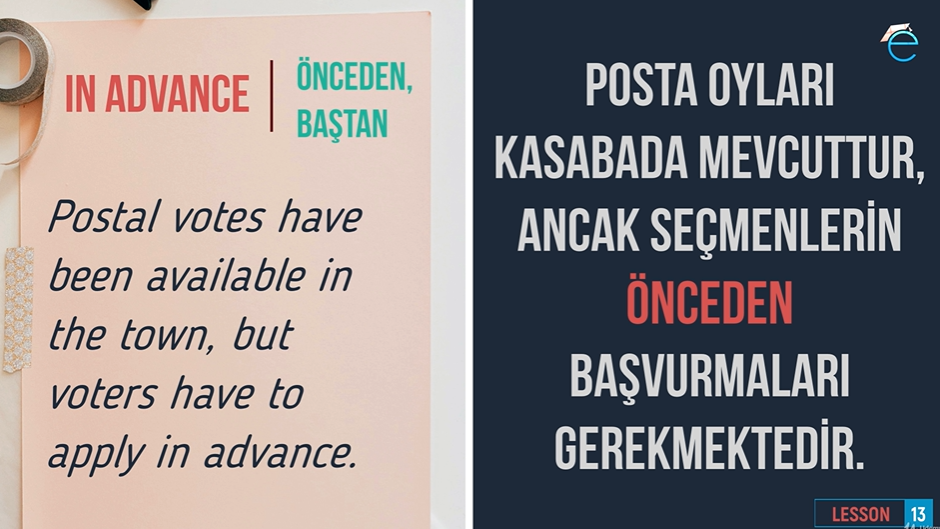 IN ADVANCE
ÖNCEDEN,
BAŞTAN
Postal votes have
been available in
the town, but
voters have to
apply in advance.
POSTA OYLARI
KASABADA MEVCUTTUR,
ANCAK SEÇMENLERİN
ÖNCEDEN
BAŞVURMALARI
GEREKMEKTEDİR.
e
LESSON 13